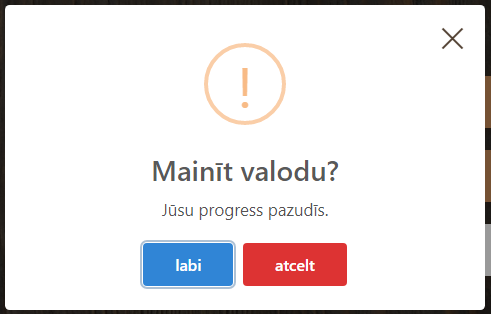 Mainīt valodu?
Jūsu progress pazudīs.
labi
atcelt